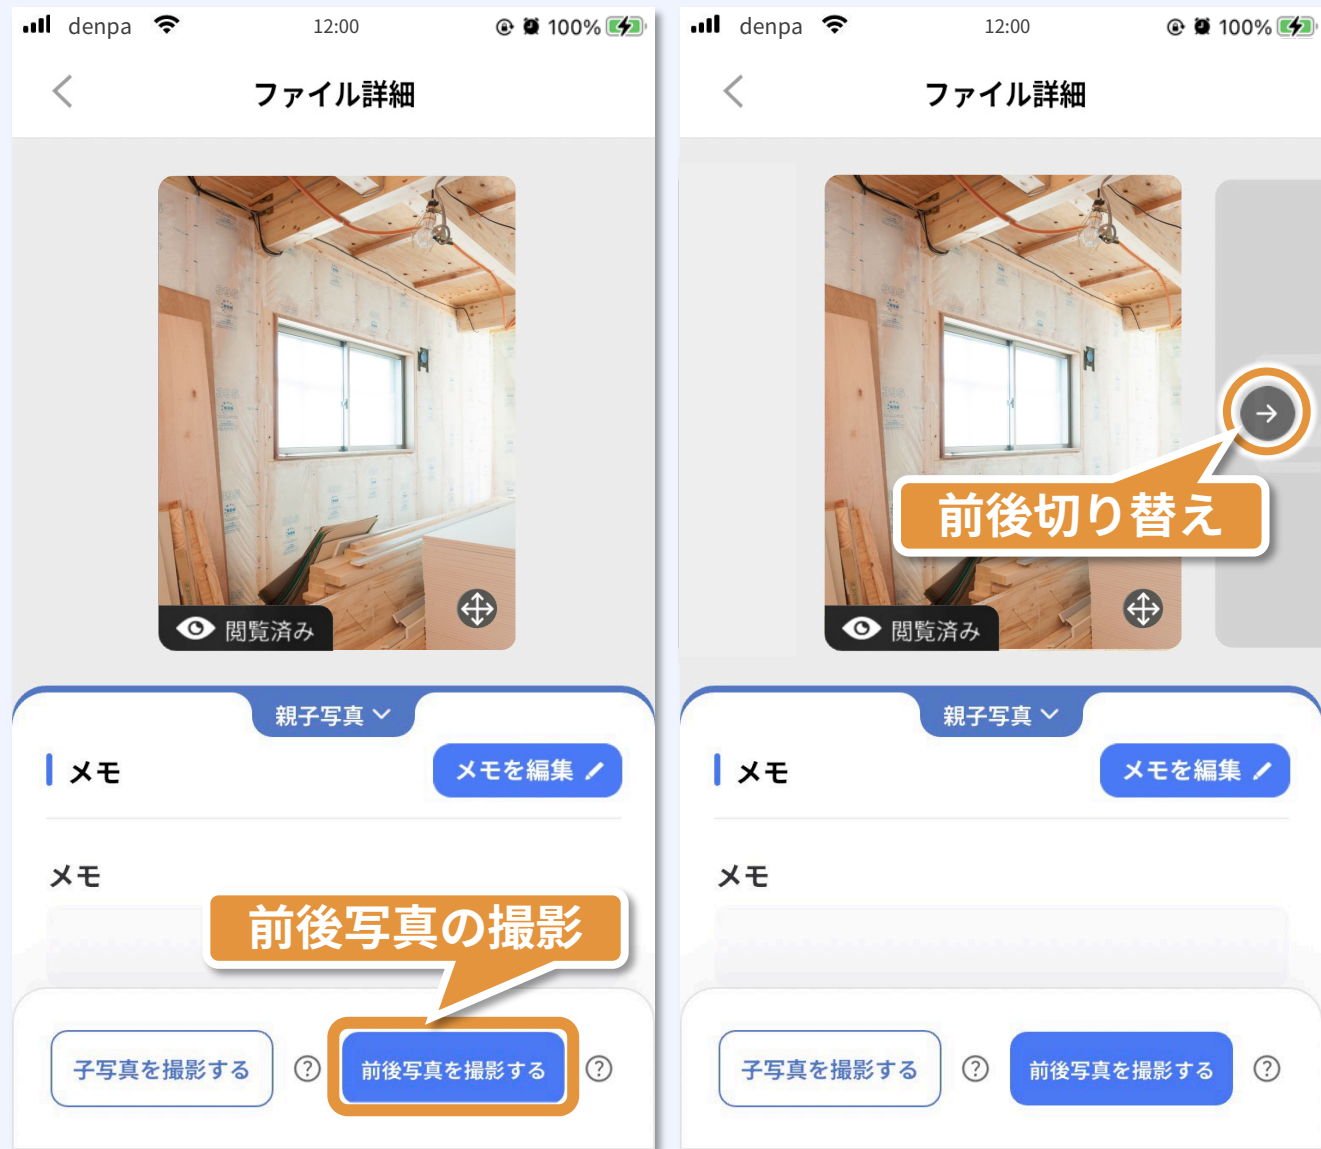 denpa 12:00 100%
ファイル詳細
閲覧済み
親子写真
メモ
メモを編集
メモ
前後写真の撮影
子写真を撮影する ? 前後写真を撮影する ?
denpa 12:00 100%
ファイル詳細
前後切り替え
閲覧済み
親子写真
メモ
メモを編集
メモ
子写真を撮影する ? 前後写真を撮影する ?